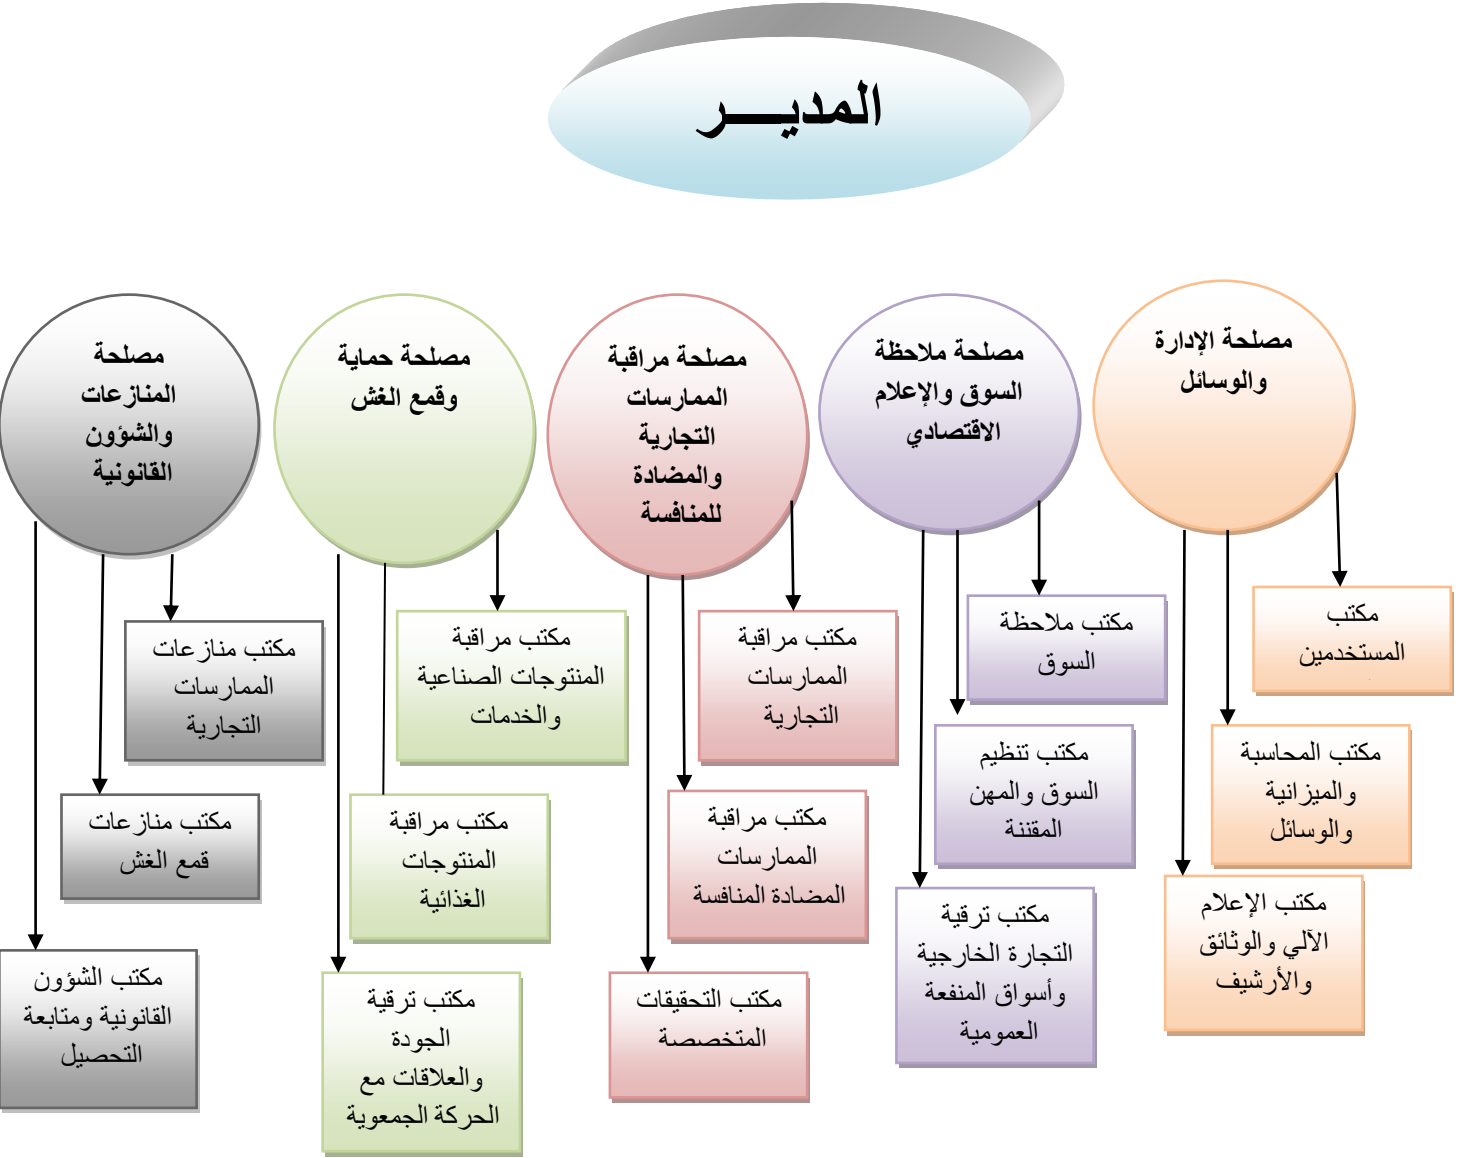 المديـــر
مصلحة الإدارة
والوسائل
مصلحة ملاحظة
السوق والإعلام
الاقتصادي
مصلحة مراقبة
الممارسات
التجارية
والمضادة
للمنافسة
مصلحة حماية
وقمع الغش
مصلحة
المنازعات
والشؤون
القانونية
مكتب
المستخدمين
مكتب المحاسبة
والميزانية
والوسائل
مكتب الإعلام
الآلي والوثائق
والأرشيف
مكتب ملاحظة
السوق
مكتب تنظيم
السوق والمهن
المقننة
مكتب ترقية
التجارة الخارجية
وأسواق المنفعة
العمومية
مكتب مراقبة
الممارسات
التجارية
مكتب مراقبة
الممارسات
المضادة المنافسة
مكتب التحقيقات
المتخصصة
مكتب مراقبة
المنتوجات الصناعية
والخدمات
مكتب مراقبة
المنتوجات
الغذائية
مكتب ترقية
الجودة
والعلاقات مع
الحركة الجمعوية
مكتب منازعات
الممارسات
التجارية
مكتب منازعات
قمع الغش
مكتب الشؤون
القانونية ومتابعة
التحصيل